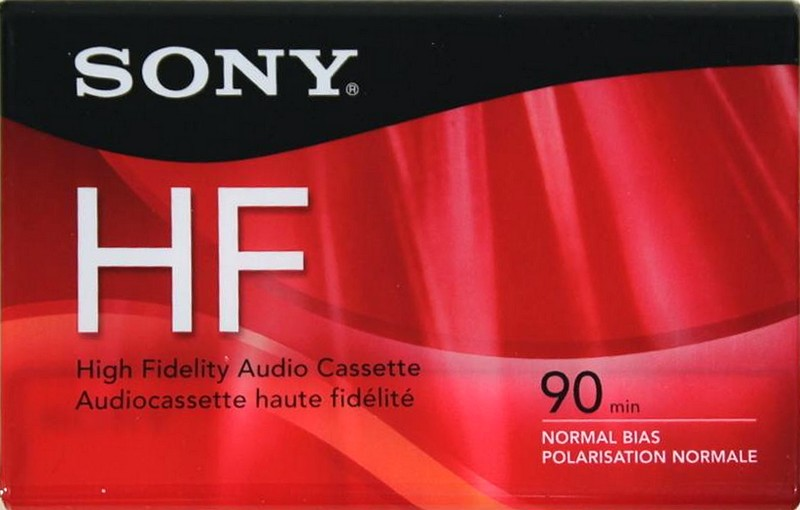 SONY®
HF
High Fidelity Audio Cassette
Audiocassette haute fidélité
90 min
NORMAL BIAS
POLARISATION NORMALE